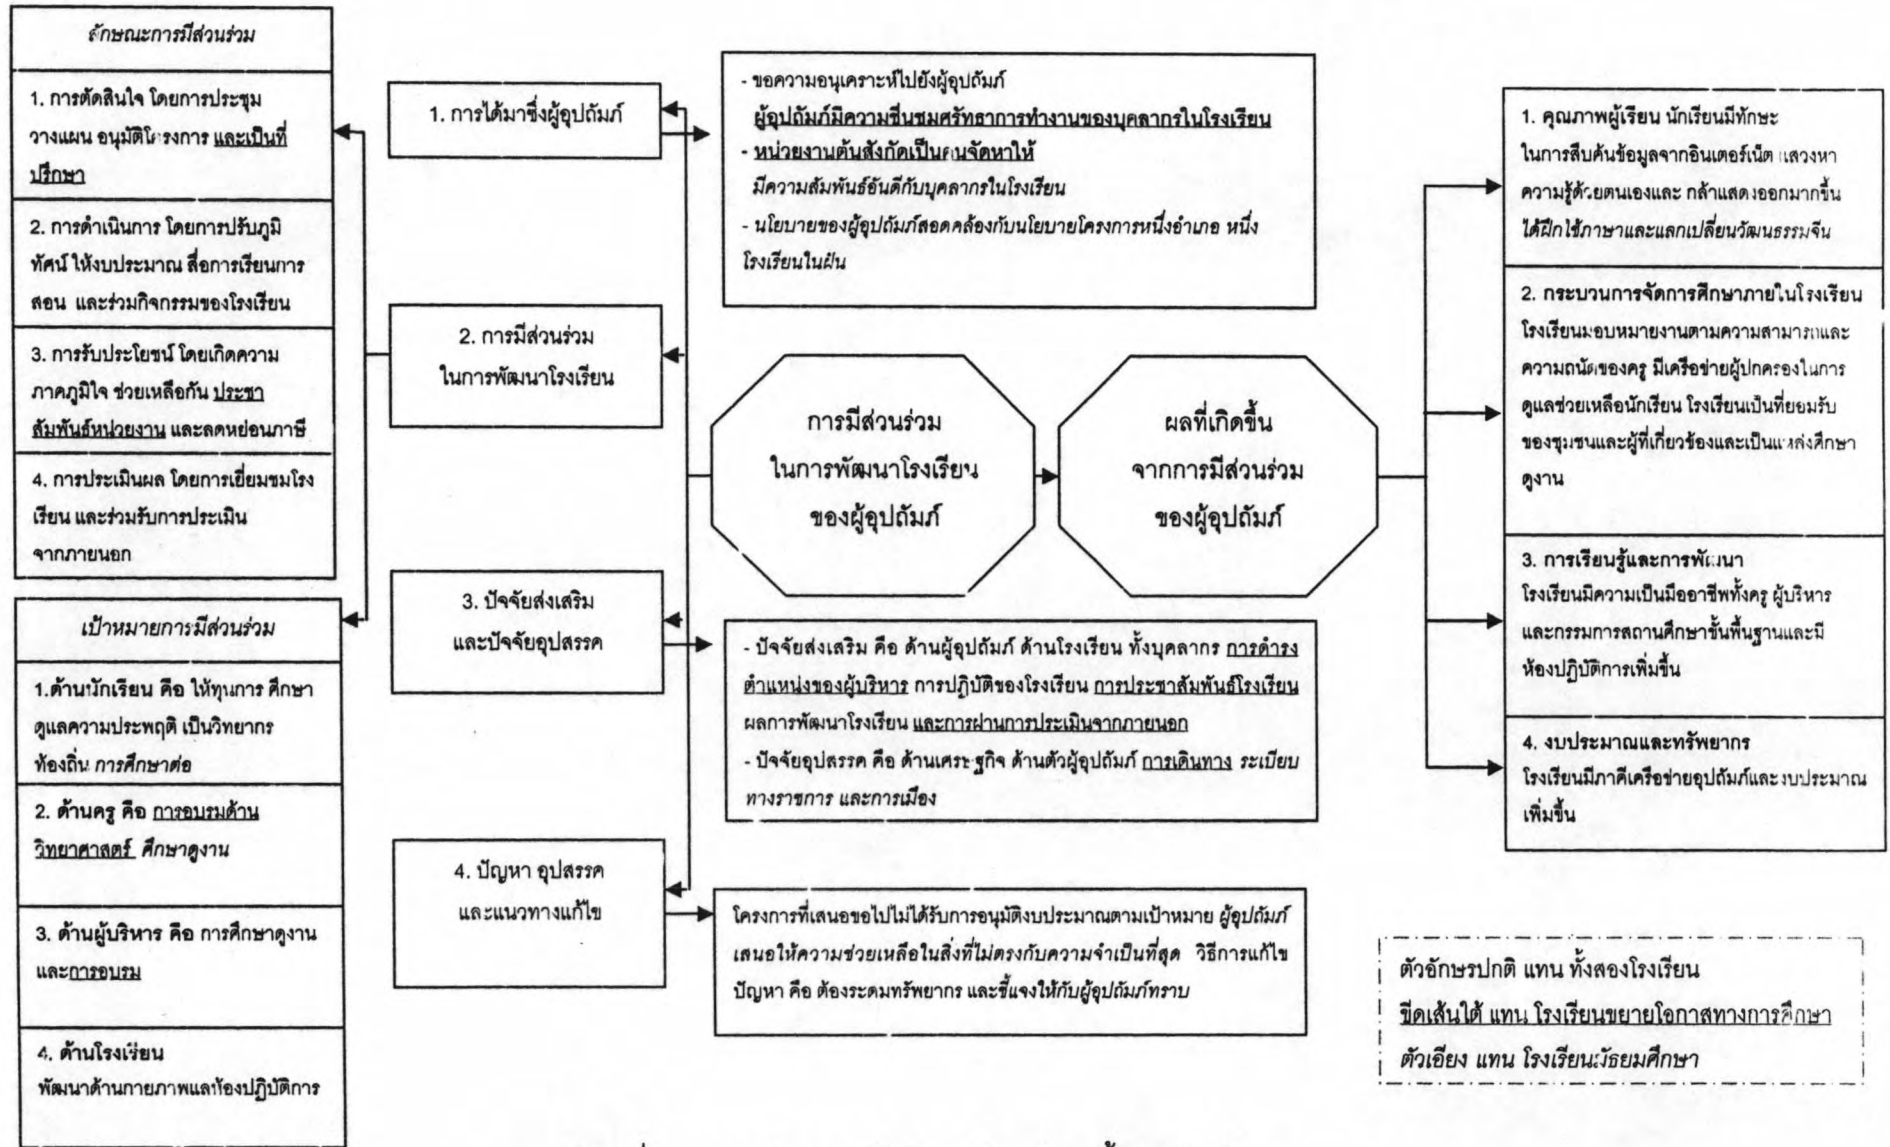 ลักษณะการมีส่วนร่วม
1. การตัดสินใจ โดยการประชุม
วางแผน อนุมัติโครงการ และเป็นที่
ปรึกษา
2. การดำเนินการ โดยการปรับภูมิ
ทัศน์ ให้งบประมาณ สื่อการเรียนการ
สอน และร่วมกิจกรรมของโรงเรียน
3. การรับประโยชน์ โดยเกิดความ
ภาคภูมิใจ ช่วยเหลือกัน ประชา
สัมพันธ์หน่วยงาน และลดหย่อนภาษี
4. การประเมินผล โดยการเยี่ยมชมโรง
เรียน และร่วมรับการประเมิน
จากภายนอก
เป้าหมายการมีส่วนร่วม
1.ด้านนักเรียน คือ ให้ทุนการ ศึกษา
ดูแลความประพฤติ เป็นวิทยากร
ท้องถิ่น การศึกษาต่อ
2. ด้านครู คือ การอบรมด้าน
วิทยาศาสตร์ ศึกษาดูงาน
3. ด้านผู้บริหาร คือ การศึกษาดูงาน
และการอบรม
4. ด้านโรงเรียน
พัฒนาด้านกายภาพและห้องปฏิบัติการ
1. การได้มาซึ่งผู้อุปถัมภ์
2. การมีส่วนร่วม
ในการพัฒนาโรงเรียน
3. ปัจจัยส่งเสริม
และปัจจัยอุปสรรค
4. ปัญหา อุปสรรค
และแนวทางแก้ไข
- ขอความอนุเคราะห์ไปยังผู้อุปถัมภ์
ผู้อุปถัมภ์มีความชื่นชมศรัทธาการทำงานของบุคลากรในโรงเรียน
- หน่วยงานต้นสังกัดเป็นคนจัดหาให้
มีความสัมพันธ์อันดีกับบุคลากรในโรงเรียน
- นโยบายของผู้อุปถัมภ์สอดคล้องกับนโยบายโครงการหนึ่งอำเภอ หนึ่ง
โรงเรียนในฝัน
การมีส่วนร่วม
ในการพัฒนาโรงเรียน
ของผู้อุปถัมภ์
ผลที่เกิดขึ้น
จากการมีส่วนร่วม
ของผู้อุปถัมภ์
- ปัจจัยส่งเสริม คือ ด้านผู้อุปถัมภ์ ด้านโรงเรียน ทั้งบุคลากร การดำรง
ตำแหน่งของผู้บริหาร การปฏิบัติของโรงเรียน การประชาสัมพันธ์โรงเรียน
ผลการพัฒนาโรงเรียน และการผ่านการประเมินจากภายนอก
- ปัจจัยอุปสรรค คือ ด้านเศรษฐกิจ ด้านตัวผู้อุปถัมภ์ การเดินทาง ระเบียบ
ทางราชการ และการเมือง
โครงการที่เสนอขอไปไม่ได้รับการอนุมัติงบประมาณตามเป้าหมาย ผู้อุปถัมภ์
เสนอให้ความช่วยเหลือในสิ่งที่ไม่ตรงกับความจำเป็นที่สุด วิธีการแก้ไข
ปัญหา คือ ต้องระดมทรัพยากร และชี้แจงให้กับผู้อุปถัมภ์ทราบ
1. คุณภาพผู้เรียน นักเรียนมีทักษะ
ในการสืบค้นข้อมูลจากอินเตอร์เน็ต แสวงหา
ความรู้ด้วยตนเองและ กล้าแสดงออกมากขึ้น
ได้ฝึกใช้ภาษาและแลกเปลี่ยนวัฒนธรรมจีน
2. กระบวนการจัดการศึกษาภายในโรงเรียน
โรงเรียนมอบหมายงานตามความสามารถและ
ความถนัดของครู มีเครือข่ายผู้ปกครองในการ
ดูแลช่วยเหลือนักเรียน โรงเรียนเป็นที่ยอมรับ
ของชุมชนและผู้ที่เกี่ยวข้องและเป็นแหล่งศึกษา
ดูงาน
3. การเรียนรู้และการพัฒนา
โรงเรียนมีความเป็นมืออาชีพทั้งครู ผู้บริหาร
และกรรมการสถานศึกษาขั้นพื้นฐานและมี
ห้องปฏิบัติการเพิ่มขึ้น
4. งบประมาณและทรัพยากร
โรงเรียนมีภาคีเครือข่ายอุปถัมภ์และงบประมาณ
เพิ่มขึ้น
ตัวอักษรปกติ แทน ทั้งสองโรงเรียน
ขีดเส้นใต้ แทน โรงเรียนขยายโอกาสทางการศึกษา
ตัวเอียง แทน โรงเรียนมัธยมศึกษา